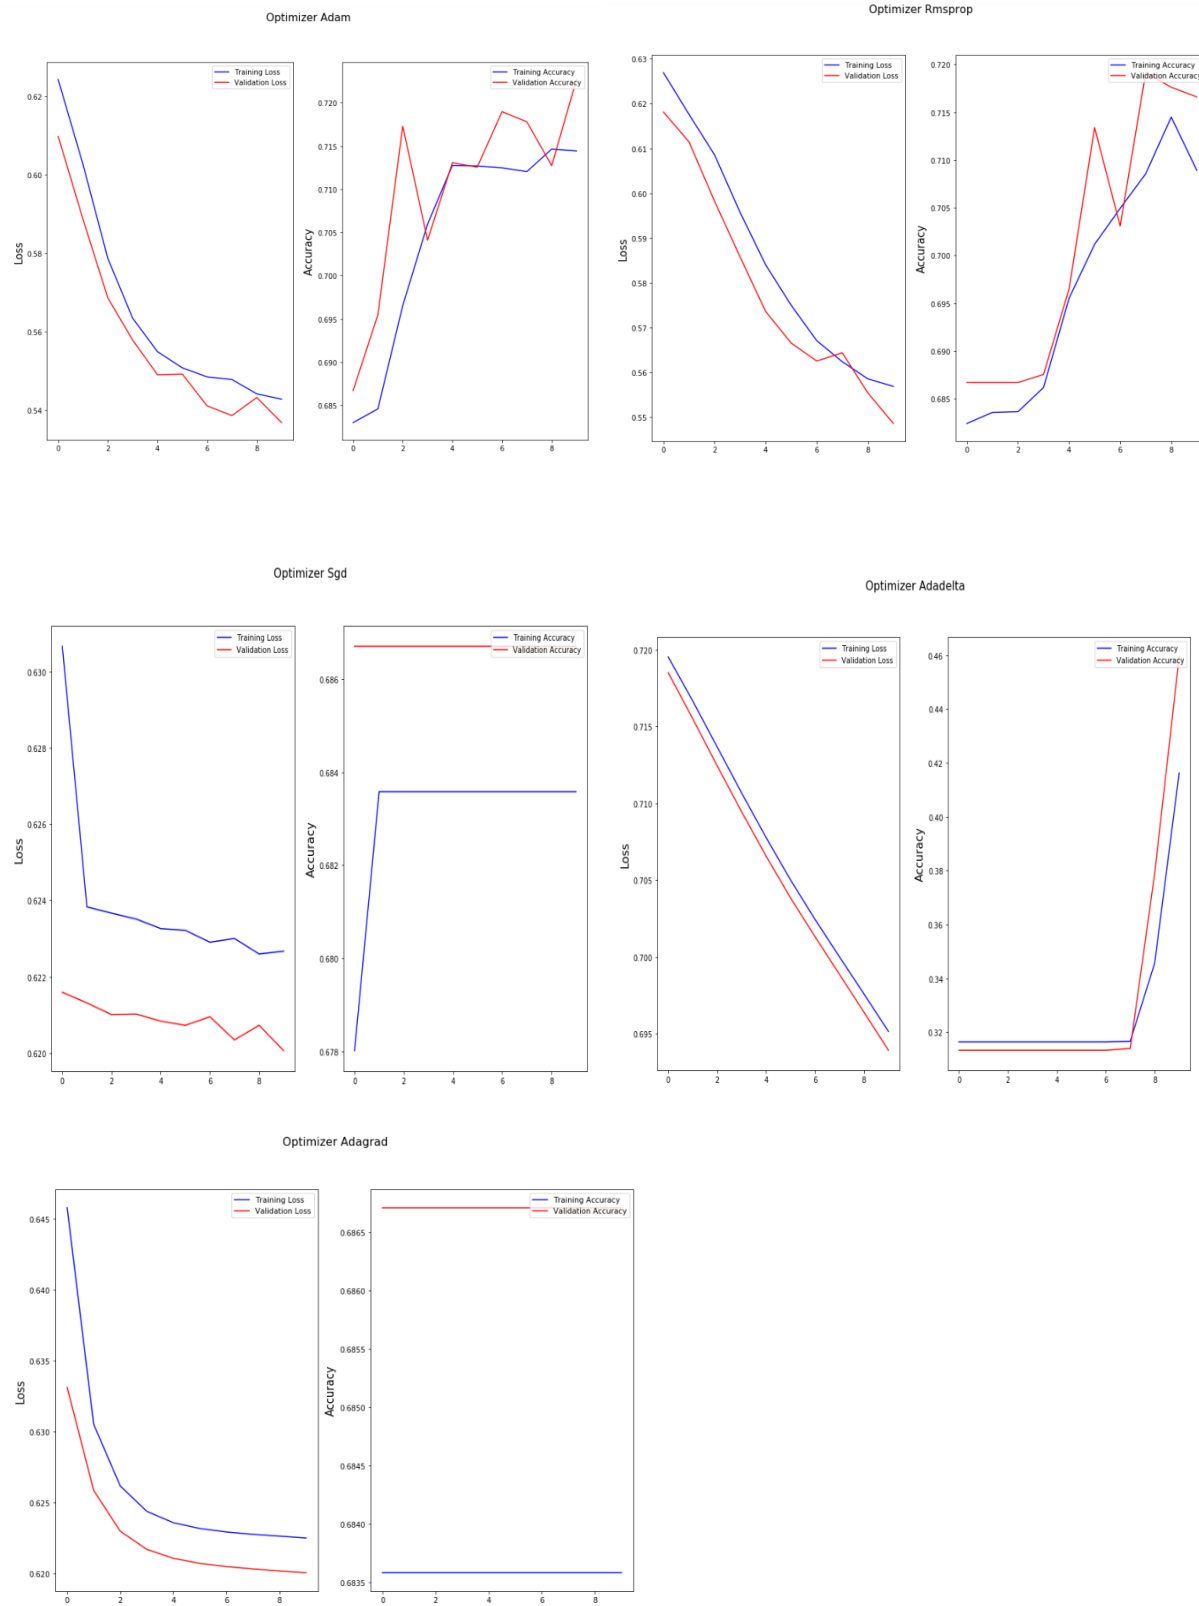 Optimizer Adam
Training Loss
Validation Loss
Loss
0.62
0.60
0.58
0.56
0.54
0 2 4 6 8
Training Accuracy
Validation Accuracy
Accuracy
0.720
0.715
0.710
0.705
0.700
0.695
0.690
0.685
0 2 4 6 8
Optimizer Rmsprop
Training Loss
Validation Loss
Loss
0.63
0.62
0.61
0.60
0.59
0.58
0.57
0.56
0.55
0 2 4 6 8
Training Accuracy
Validation Accuracy
Accuracy
0.720
0.715
0.710
0.705
0.700
0.695
0.690
0.685
0 2 4 6 8
Optimizer Sgd
Training Loss
Validation Loss
Loss
0.630
0.628
0.626
0.624
0.622
0.620
0 2 4 6 8
Training Accuracy
Validation Accuracy
Accuracy
0.686
0.684
0.682
0.680
0.678
0 2 4 6 8
Optimizer Adadelta
Training Loss
Validation Loss
Loss
0.720
0.715
0.710
0.705
0.700
0.695
0 2 4 6 8
Training Accuracy
Validation Accuracy
Accuracy
0.46
0.44
0.42
0.40
0.38
0.36
0.34
0.32
0 2 4 6 8
Optimizer Adagrad
Training Loss
Validation Loss
Loss
0.645
0.640
0.635
0.630
0.625
0.620
0 2 4 6 8
Training Accuracy
Validation Accuracy
Accuracy
0.6865
0.6860
0.6855
0.6850
0.6845
0.6840
0.6835
0 2 4 6 8